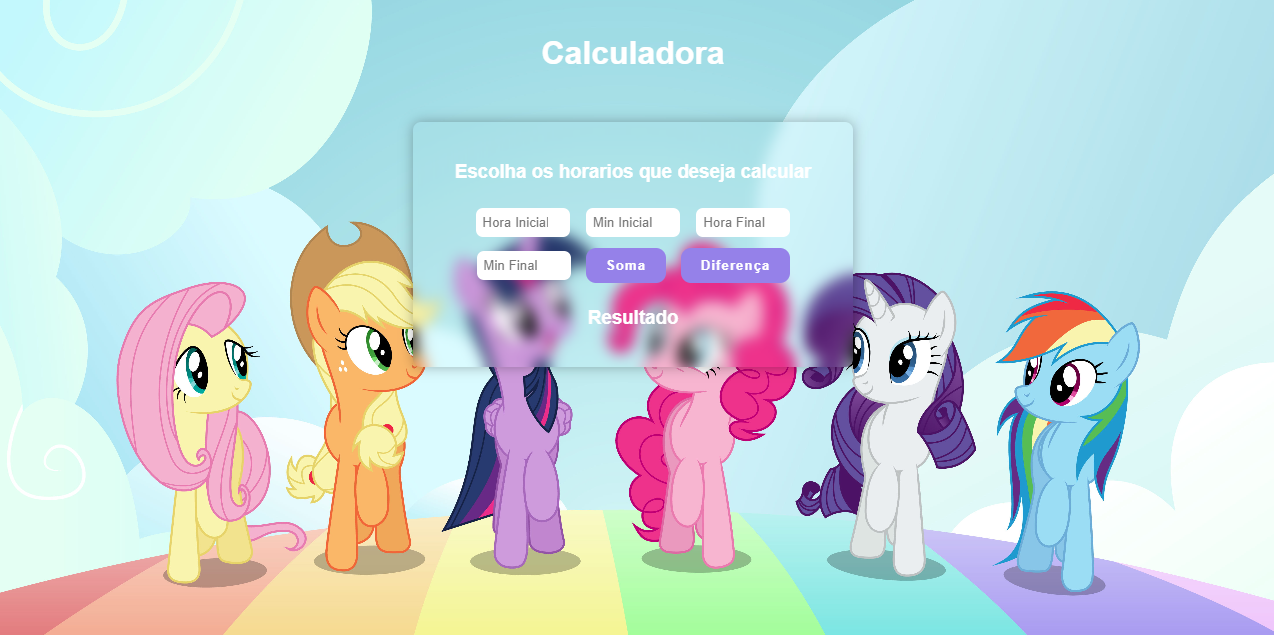 Calculadora
Escolha os horarios que deseja calcular
Hora Inicial Min Inicial Hora Final
Min Final Soma Diferença
Resultado